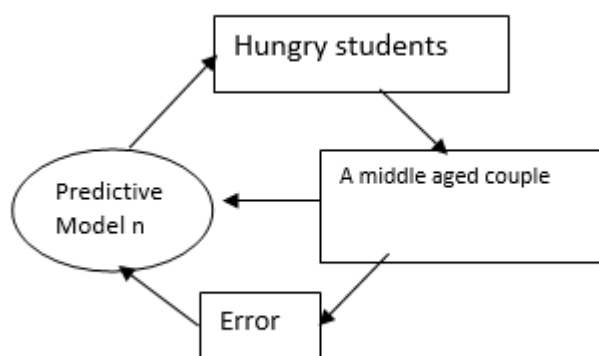 Hungry students
A middle aged couple
Predictive
Model n
Error